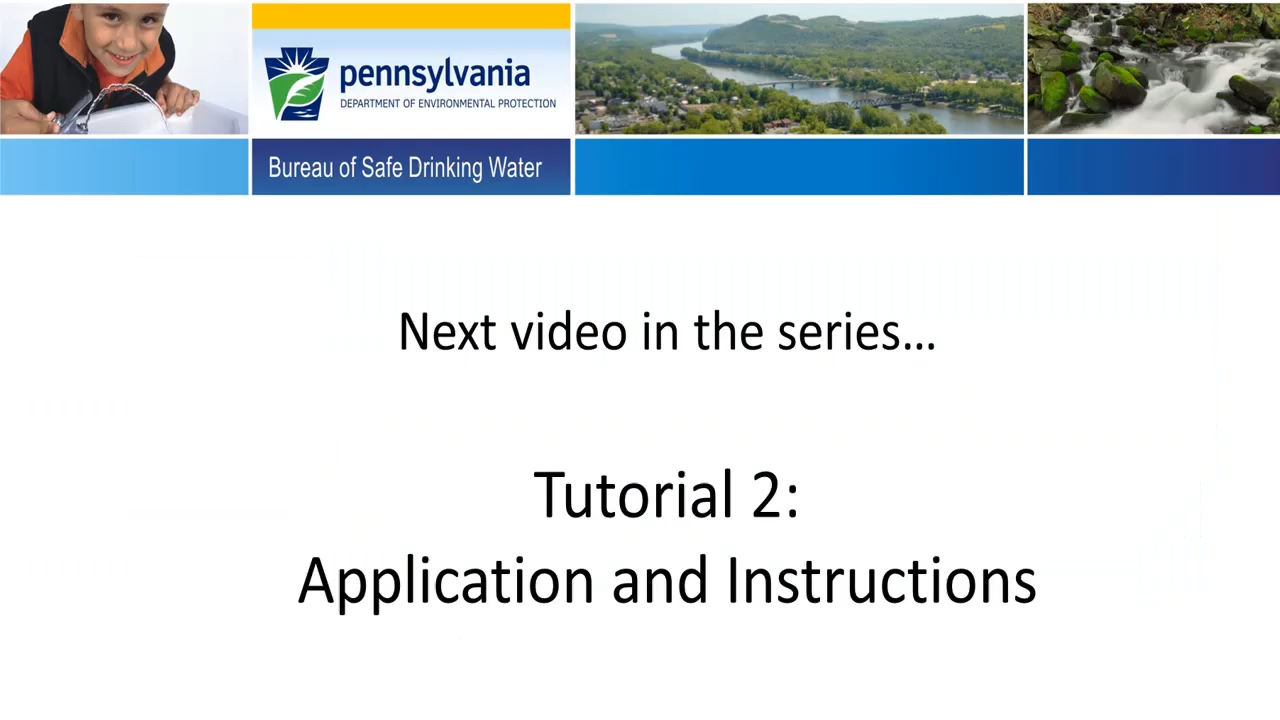 pennsylvania
DEPARTMENT OF ENVIRONMENTAL PROTECTION
Bureau of Safe Drinking Water
Next video in the series...
Tutorial 2:
Application and Instructions